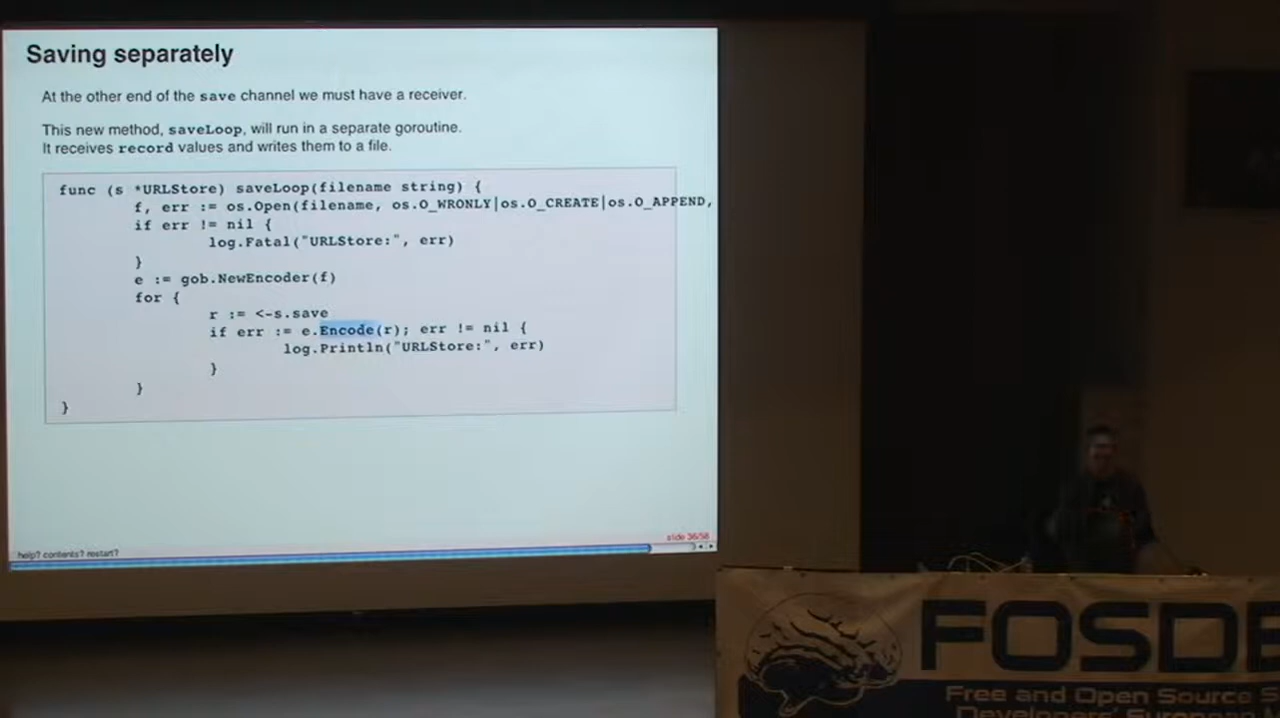 Saving separately
At the other end of the save channel we must have a receiver.
This new method, saveLoop, will run in a separate goroutine.
It receives record values and writes them to a file.
func (s *URLStore) saveLoop(filename string) {
f, err := os.Open(filename, os.O_WRONLY|os.O_CREATE|os.O_APPEND,
if err != nil {
log.Fatal("URLStore:", err)
}
e := gob.NewEncoder(f)
for {
r := <-s.save
if err := e.Encode(r); err != nil {
log.Println("URLStore:", err)
}
}
}
slide 36/58
help? contents? restart?
FOSDE
Free and Open Source S
Developers' European M